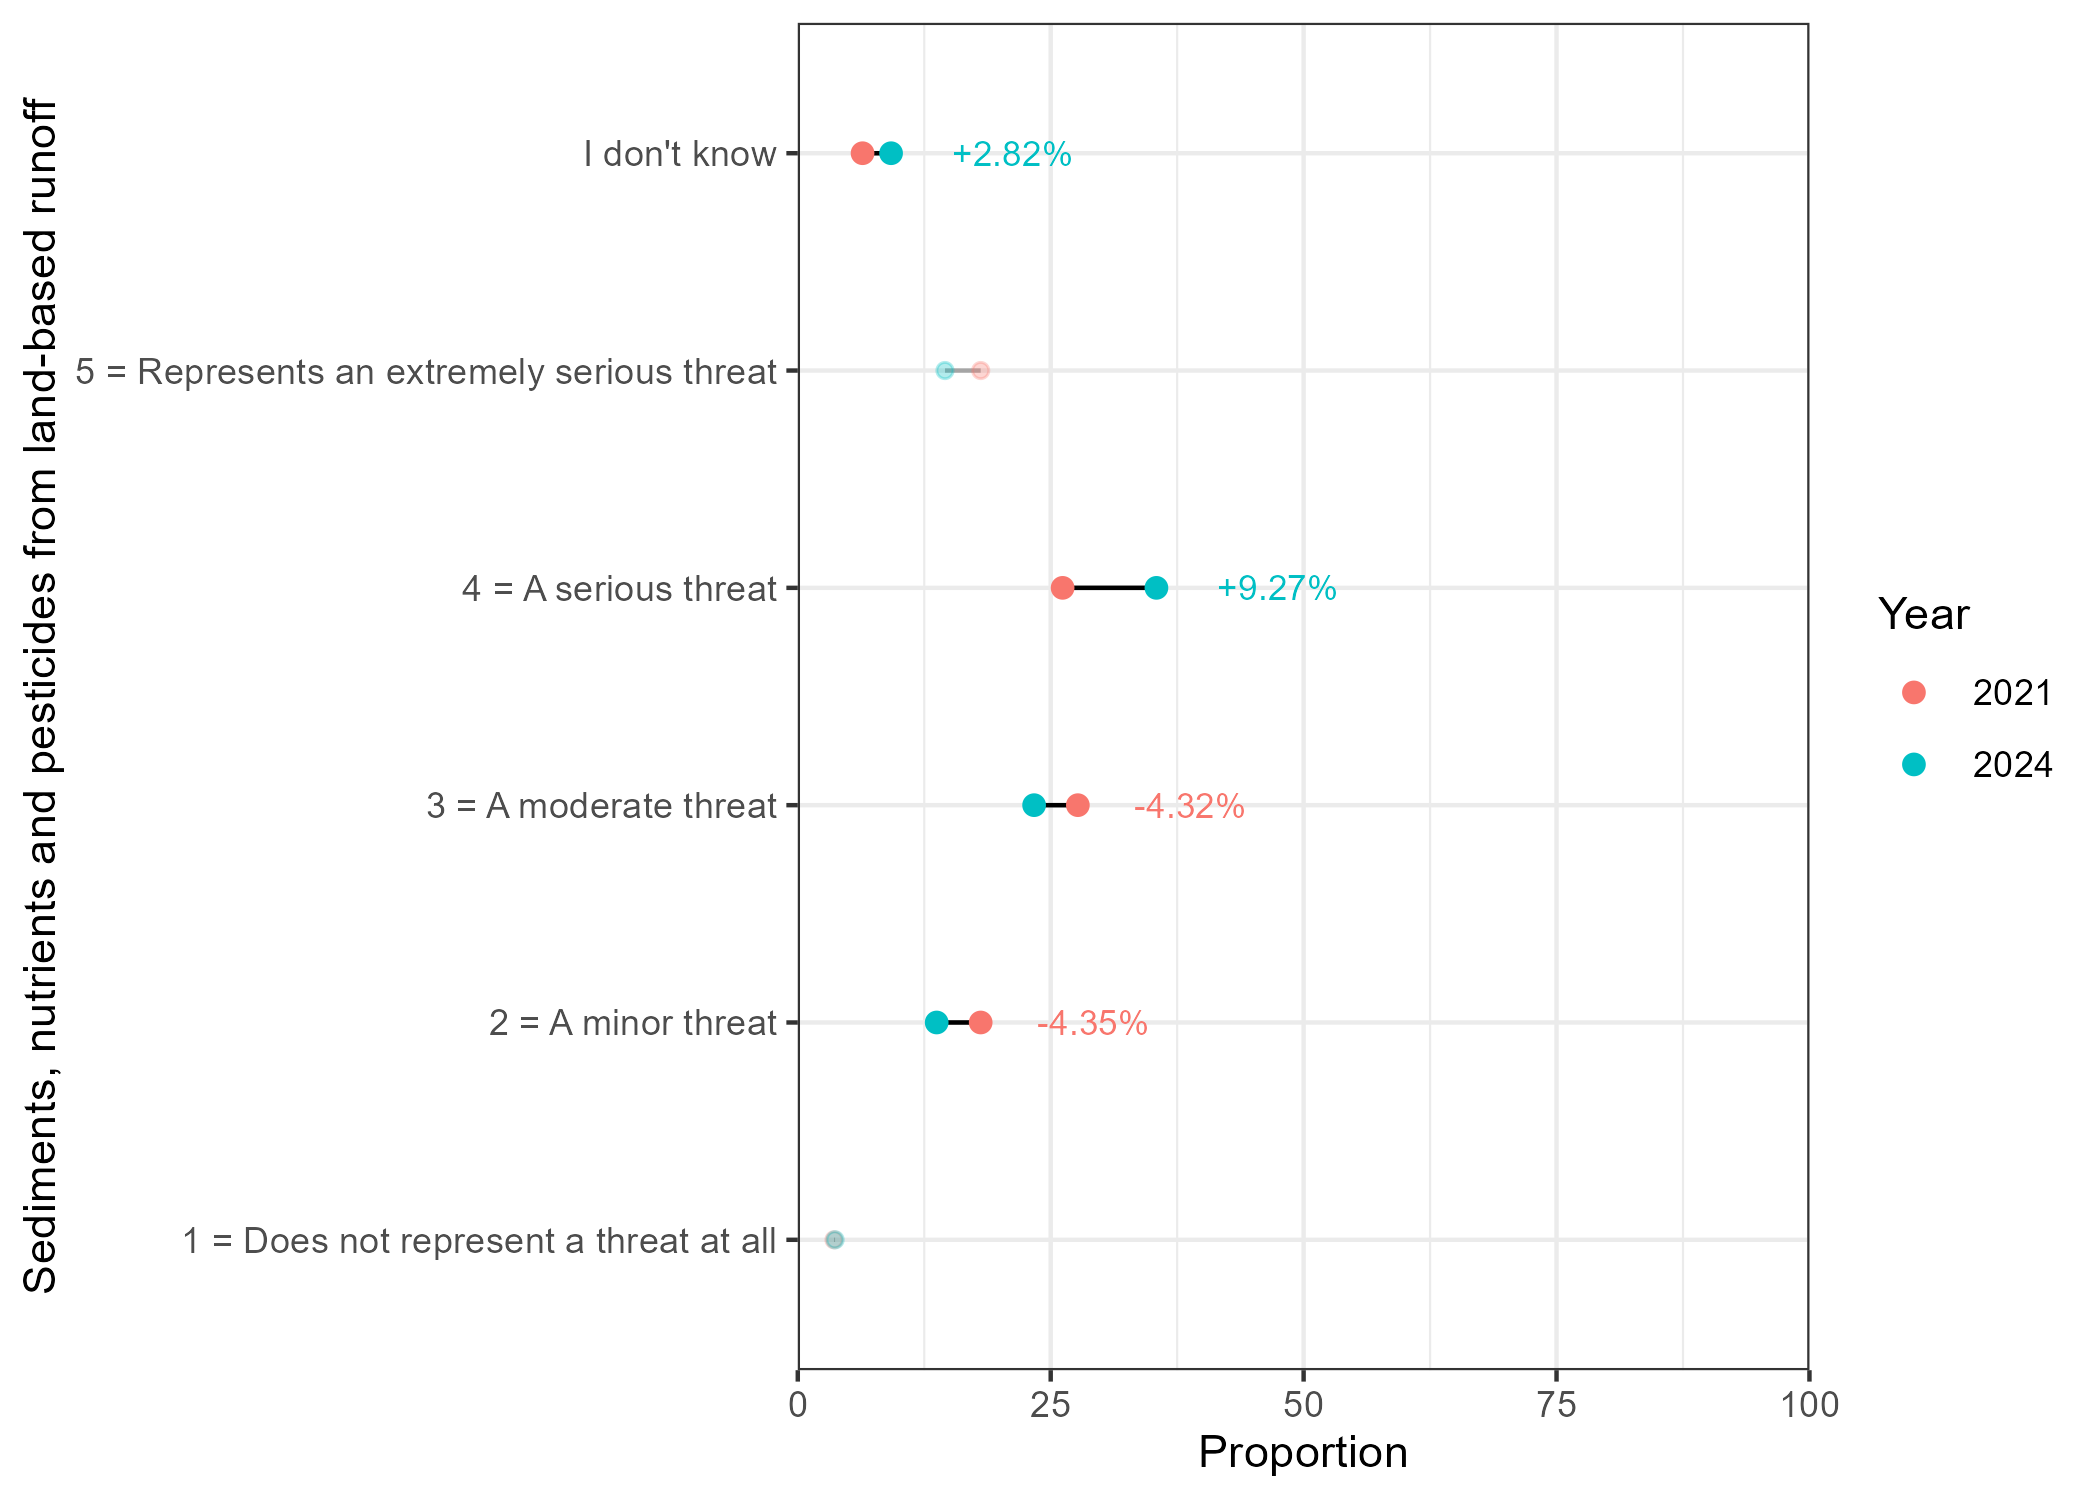 Sediments, nutrients and pesticides from land-based runoff
I don't know
+2.82%
5 = Represents an extremely serious threat
4 = A serious threat
+9.27%
3 = A moderate threat
-4.32%
2 = A minor threat
-4.35%
1 = Does not represent a threat at all
0 25 50 75 100
Proportion
Year
2021
2024